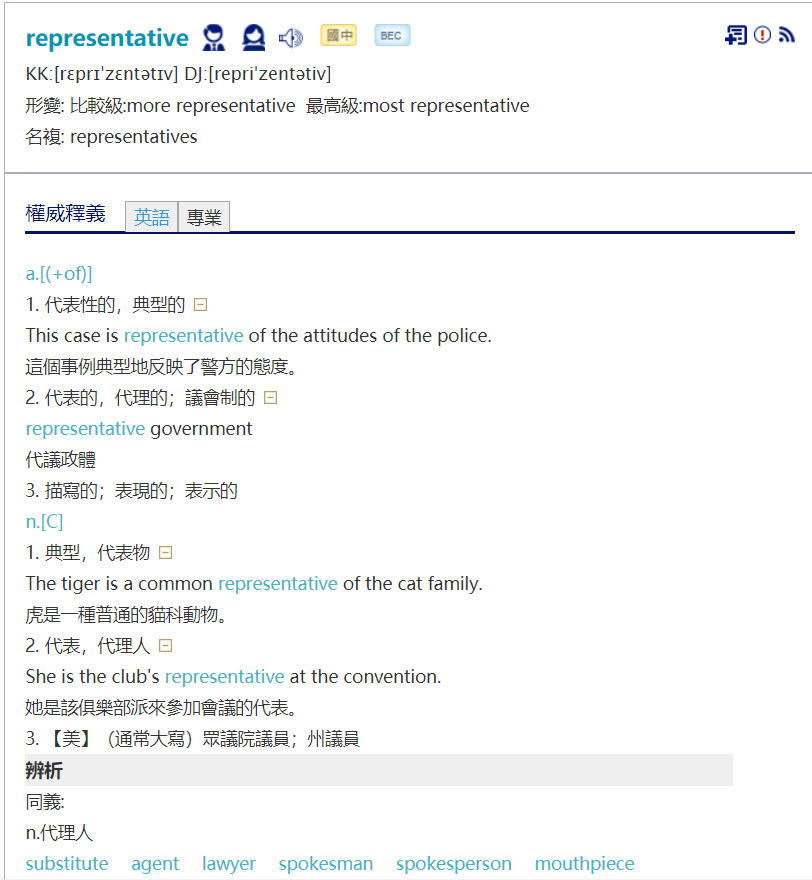 representative 國中 BEC
KK:[rɛprɪˈzɛntətɪv] DJ:[repriˈzentətiv]
形變: 比較級:more representative 最高級:most representative
名複: representatives
權威釋義 英語 專業
a.[(+of)]
1. 代表性的，典型的
This case is representative of the attitudes of the police.
這個事例典型地反映了警方的態度。
2. 代表的，代理的；議會制的
representative government
代議政體
3. 描寫的；表現的；表示的
n.[C]
1. 典型，代表物
The tiger is a common representative of the cat family.
虎是一種普通的貓科動物。
2. 代表，代理人
She is the club's representative at the convention.
她是該俱樂部派來參加會議的代表。
3. 【美】（通常大寫）眾議院議員；州議員
辨析
同義:
n.代理人
substitute agent lawyer spokesman spokesperson mouthpiece